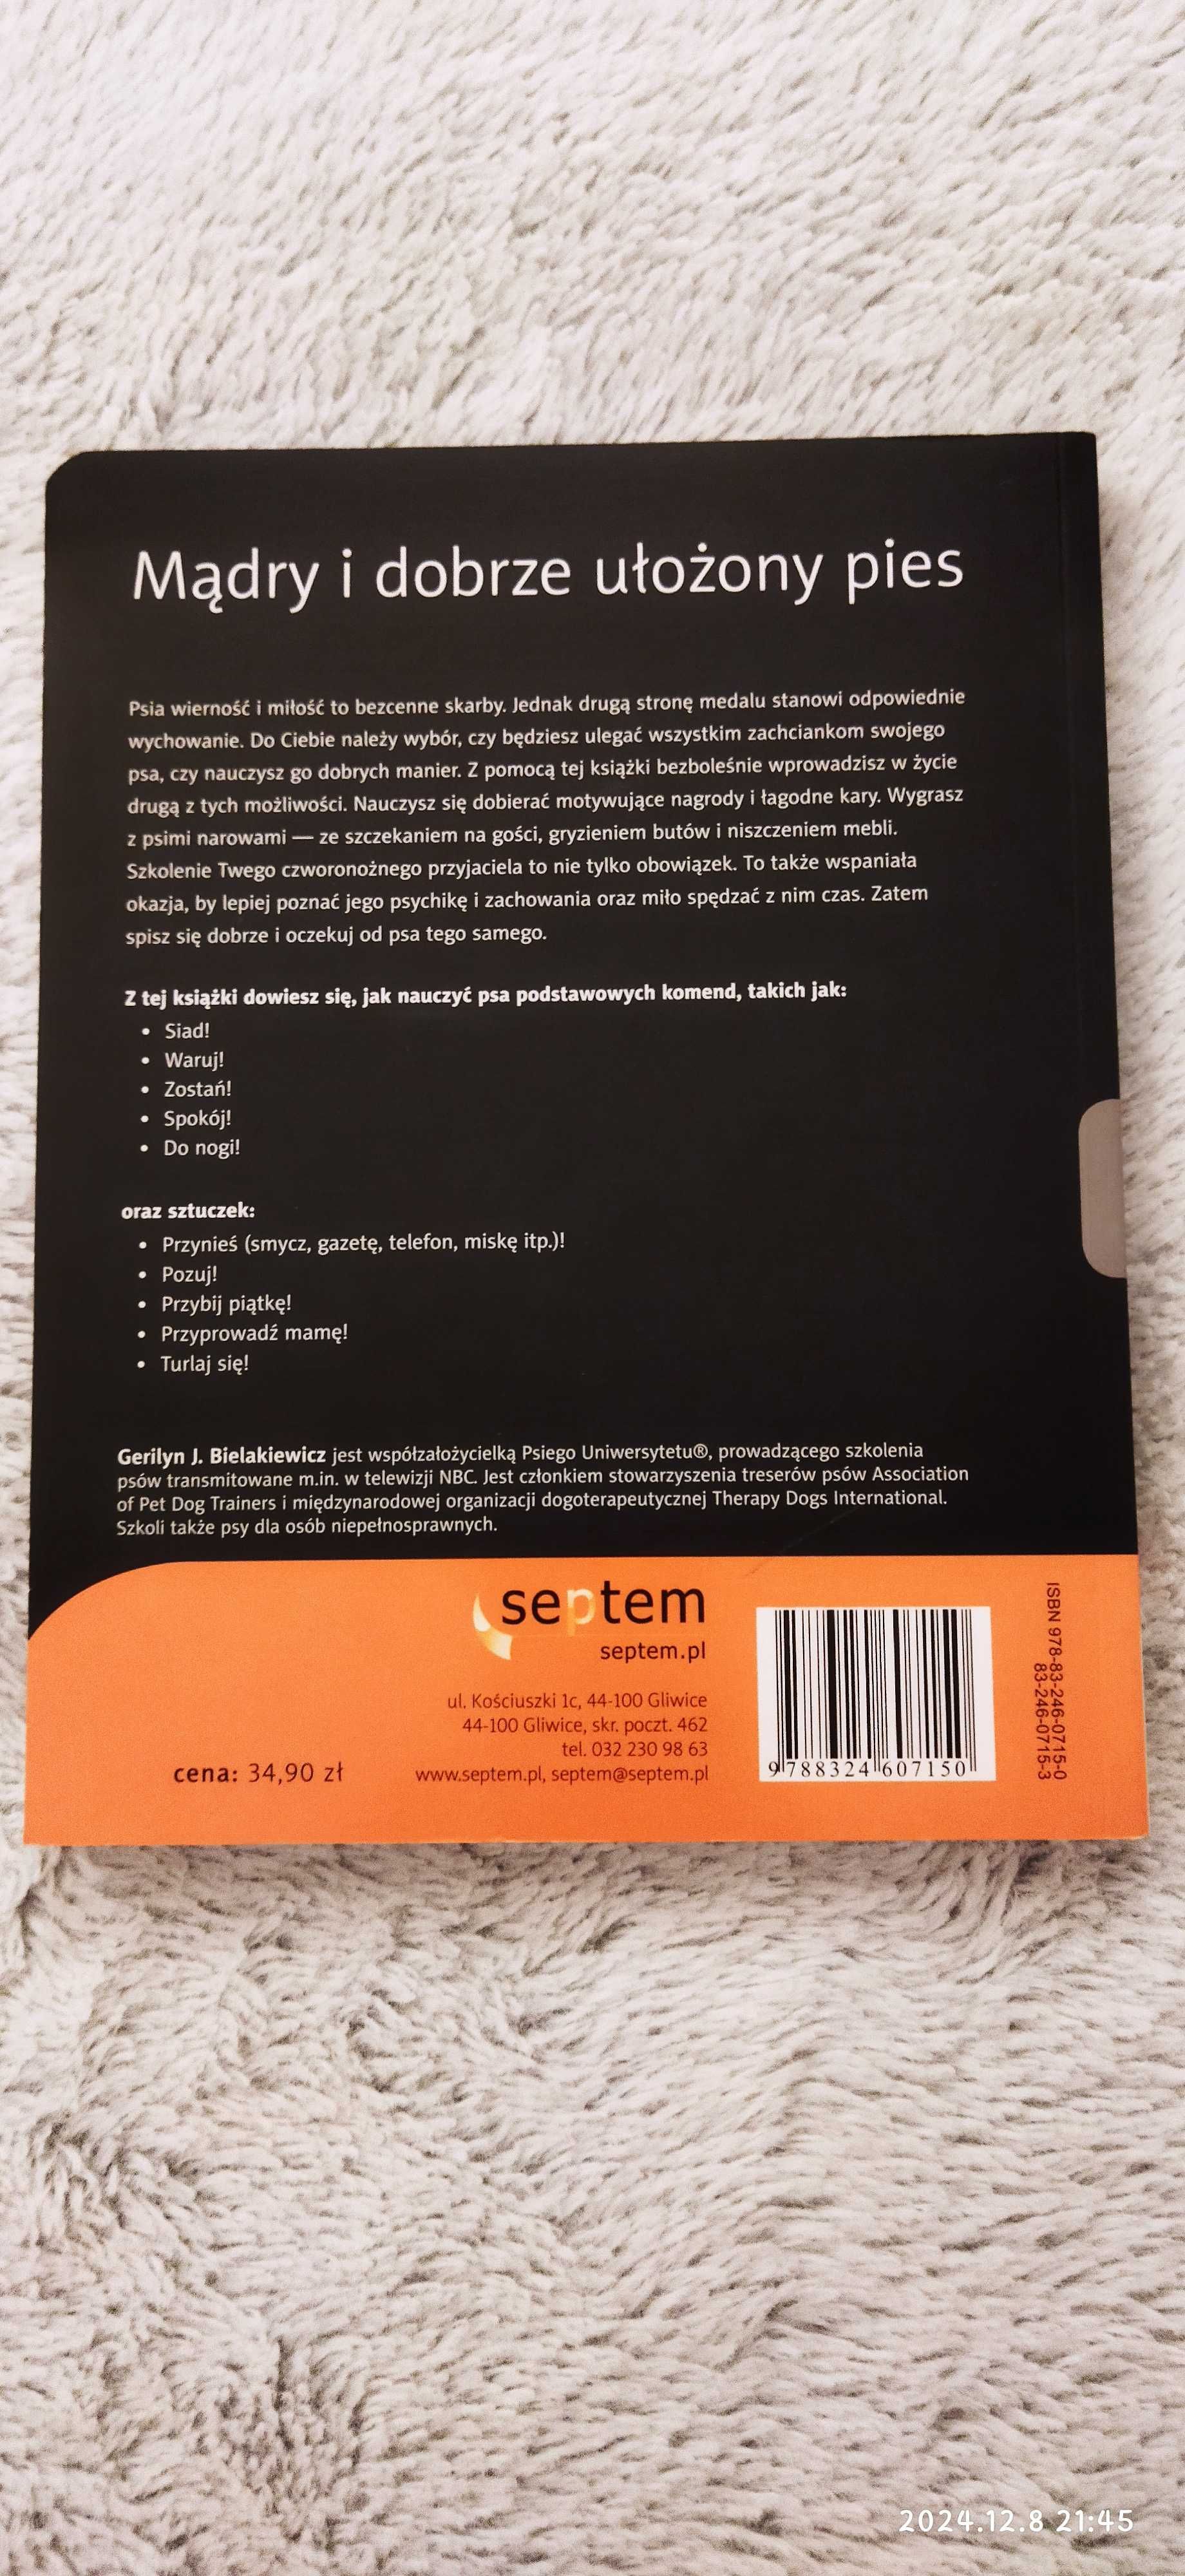 Mądry i dobrze ułożony pies
Psia wierność i miłość to bezcenne skarby. Jednak drugą stronę medalu stanowi odpowiednie
wychowanie. Do Ciebie należy wybór, czy będziesz ulegać wszystkim zachciankom swojego
psa, czy nauczysz go dobrych manier. Z pomocą tej książki bezboleśnie wprowadzisz w życie
drugą z tych możliwości. Nauczysz się dobierać motywujące nagrody i łagodne kary. Wygrasz
z psimi narowami — ze szczekaniem na gości, gryzieniem butów i niszczeniem mebli.
Szkolenie Twego czworonożnego przyjaciela to nie tylko obowiązek. To także wspaniała
okazja, by lepiej poznać jego psychikę i zachowania oraz miło spędzać z nim czas. Zatem
spisz się dobrze i oczekuj od psa tego samego.
Z tej książki dowiesz się, jak nauczyć psa podstawowych komend, takich jak:
• Siad!
• Waruj!
• Zostań!
• Spokój!
• Do nogi!
oraz sztuczek:
• Przynieś (smycz, gazetę, telefon, miskę itp.)!
• Pozuj!
• Przybij piątkę!
• Przyprowadź mamę!
• Turlaj się!
Gerilyn J. Bielakiewicz jest współzałożycielką Psiego Uniwersytetu®, prowadzącego szkolenia
psów transmitowane m.in. w telewizji NBC. Jest członkiem stowarzyszenia treserów psów Association
of Pet Dog Trainers i międzynarodowej organizacji dogoterapeutycznej Therapy Dogs International.
Szkoli także psy dla osób niepełnosprawnych.
septem
septem.pl
ul. Kościuszki 1c, 44-100 Gliwice
44-100 Gliwice, skr. poczt. 462
tel. 032 230 98 63
www.septem.pl, septem@septem.pl
cena: 34,90 zł
9 788324 607150
ISBN 978-83-246-0715-0
83-246-0715-3
2024.12.8 21:45